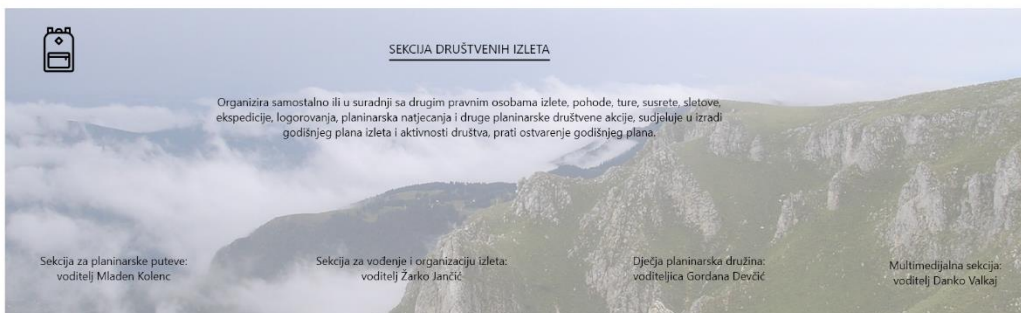 SEKCIJA DRUŠTVENIH IZLETA
Organizira samostalno ili u suradnji sa drugim pravnim osobama izlete, pohode, ture, susrete, sletove,
ekspedicije, logorovanja, planinarska natjecanja i druge planinarske društvene akcije, sudjeluje u izradi
godišnjeg plana izleta i aktivnosti društva, prati ostvarenje godišnjeg plana.
Sekcija za planinarske puteve:
voditelj Mladen Kolenc
Sekcija za vođenje i organizaciju izleta:
voditelj Žarko Jančić
Dječja planinarska družina:
voditeljica Gordana Devčić
Multimedijalna sekcija:
voditelj Danko Valkaj